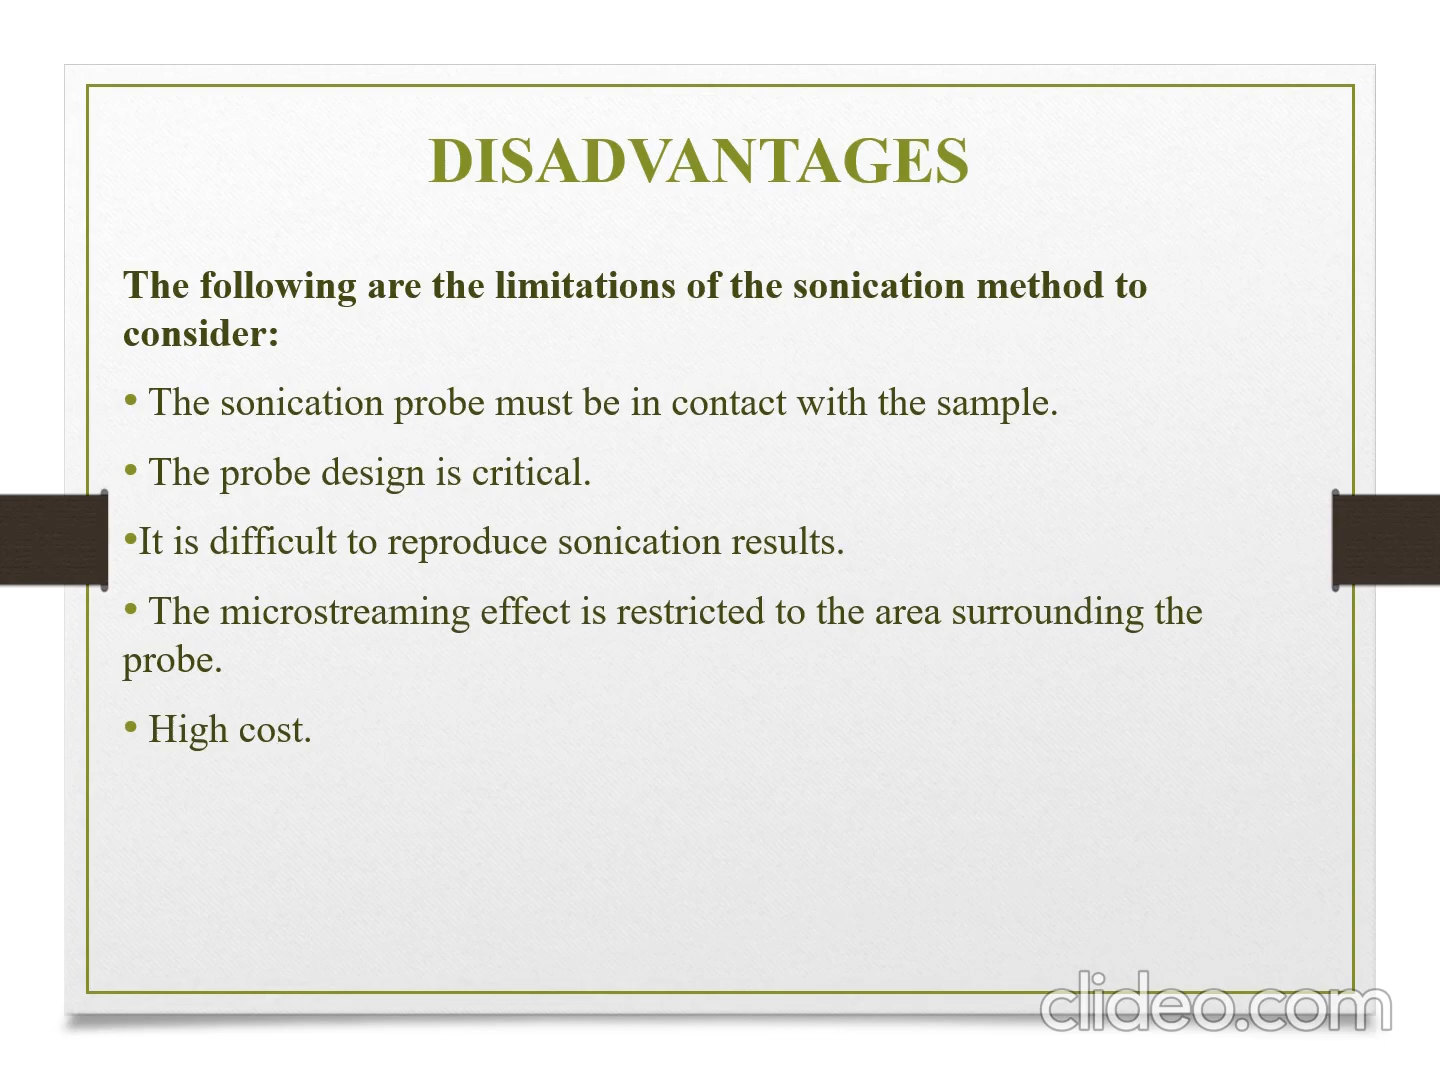 DISADVANTAGES
The following are the limitations of the sonication method to
consider:
• The sonication probe must be in contact with the sample.
• The probe design is critical.
•It is difficult to reproduce sonication results.
• The microstreaming effect is restricted to the area surrounding the
probe.
• High cost.
clideo.com